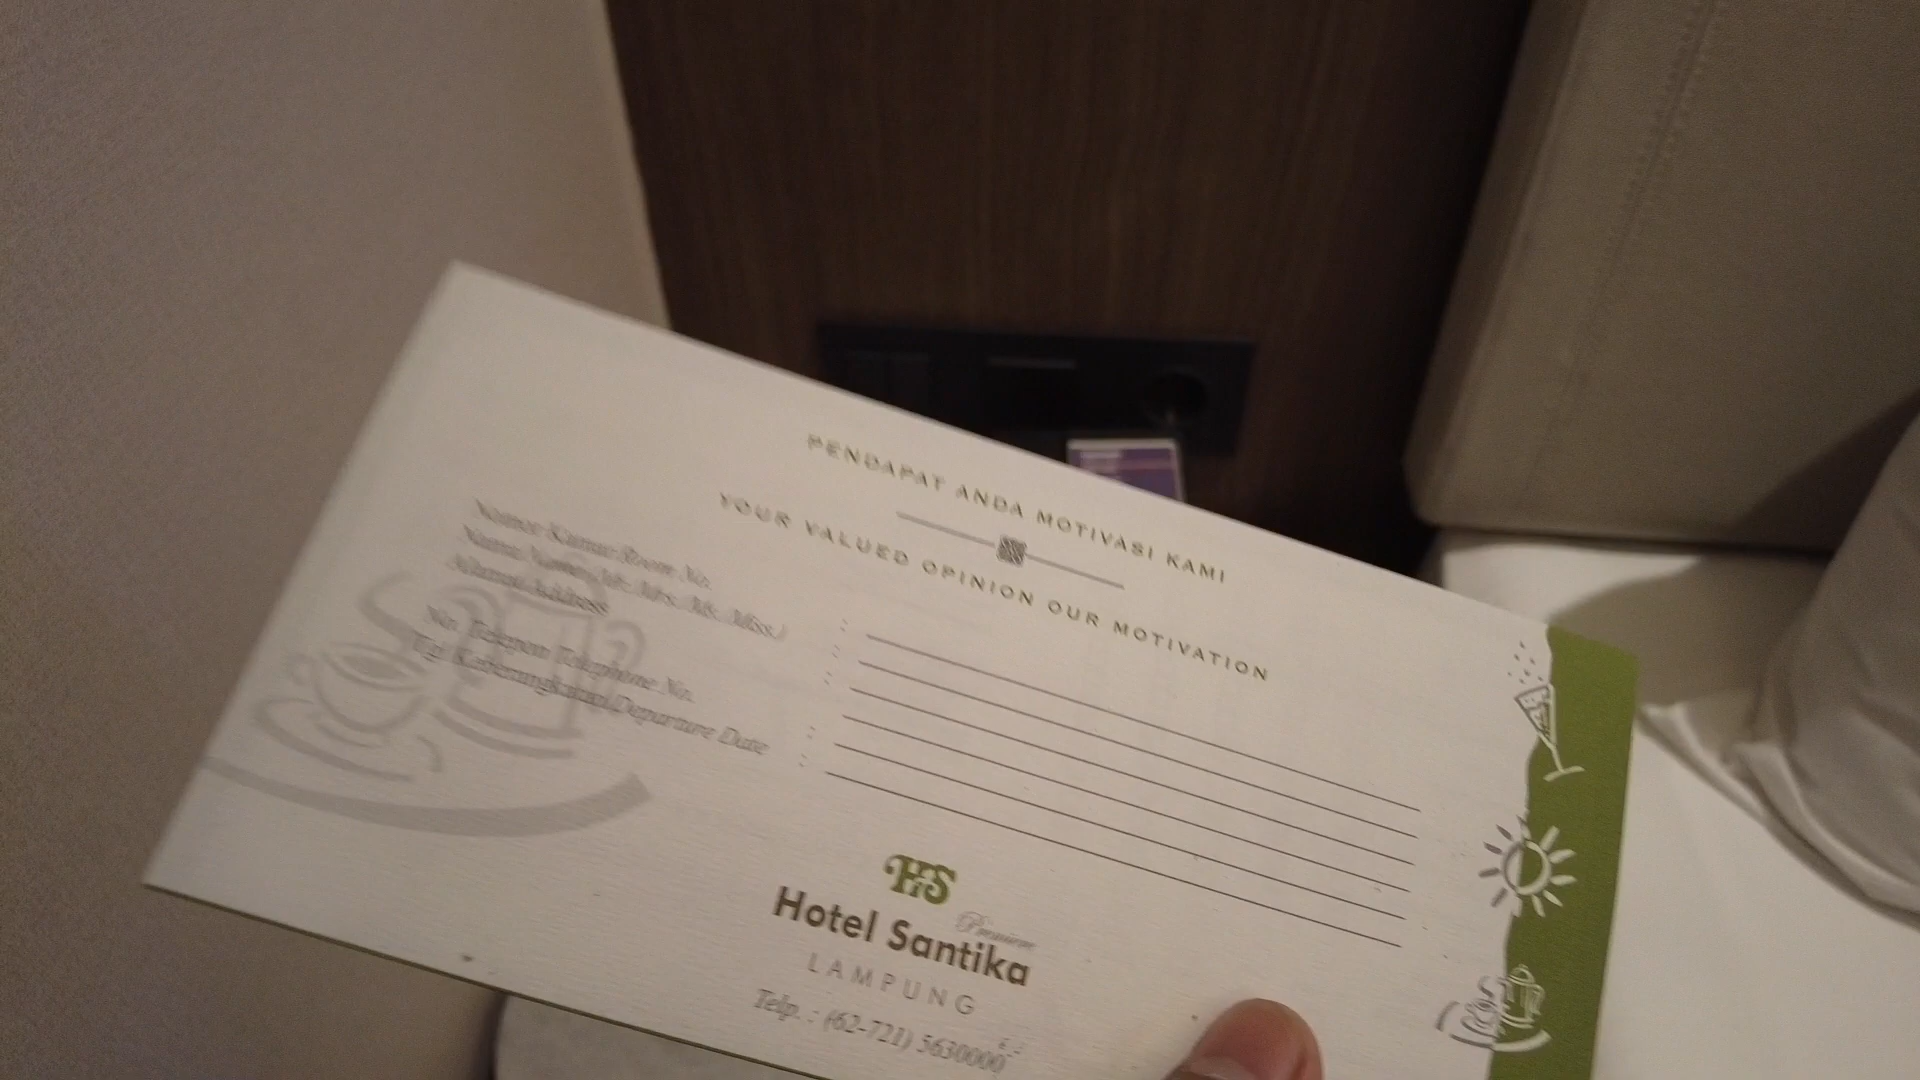 PENDAPAT ANDA MOTIVASI KAMI
YOUR VALUED OPINION OUR MOTIVATION
Nomor Kamar/Room No. :
Nama/Name (Mr. Mrs. Ms. Miss.) :
Alamat/Address :
No. Telepon/Telephone No. :
Tgl. Keberangkatan/Departure Date :
HS
Premiere
Hotel Santika
LAMPUNG
Telp. : (62-721) 5630000